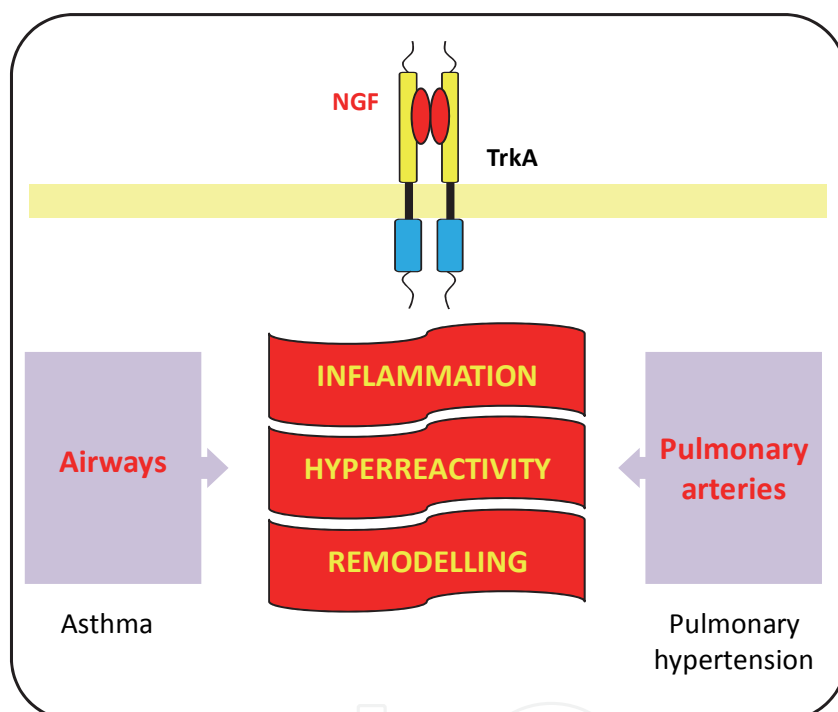 NGF
TrkA
INFLAMMATION
Airways
HYPERREACTIVITY
Pulmonary
arteries
REMODELLING
Asthma
Pulmonary
hypertension